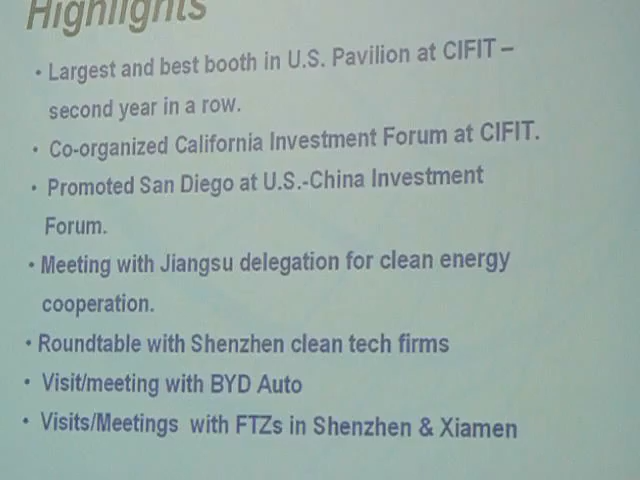 Highlights
• Largest and best booth in U.S. Pavilion at CIFIT –
second year in a row.
• Co-organized California Investment Forum at CIFIT.
• Promoted San Diego at U.S.-China Investment
Forum.
• Meeting with Jiangsu delegation for clean energy
cooperation.
• Roundtable with Shenzhen clean tech firms
• Visit/meeting with BYD Auto
• Visits/Meetings with FTZs in Shenzhen & Xiamen